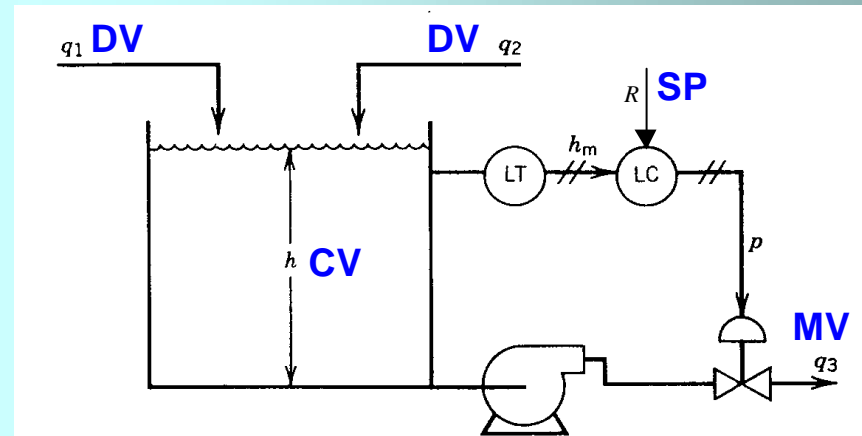 q₁ DV
DV q₂
R SP
hₘ
LT
LC
h CV
p
MV
q₃